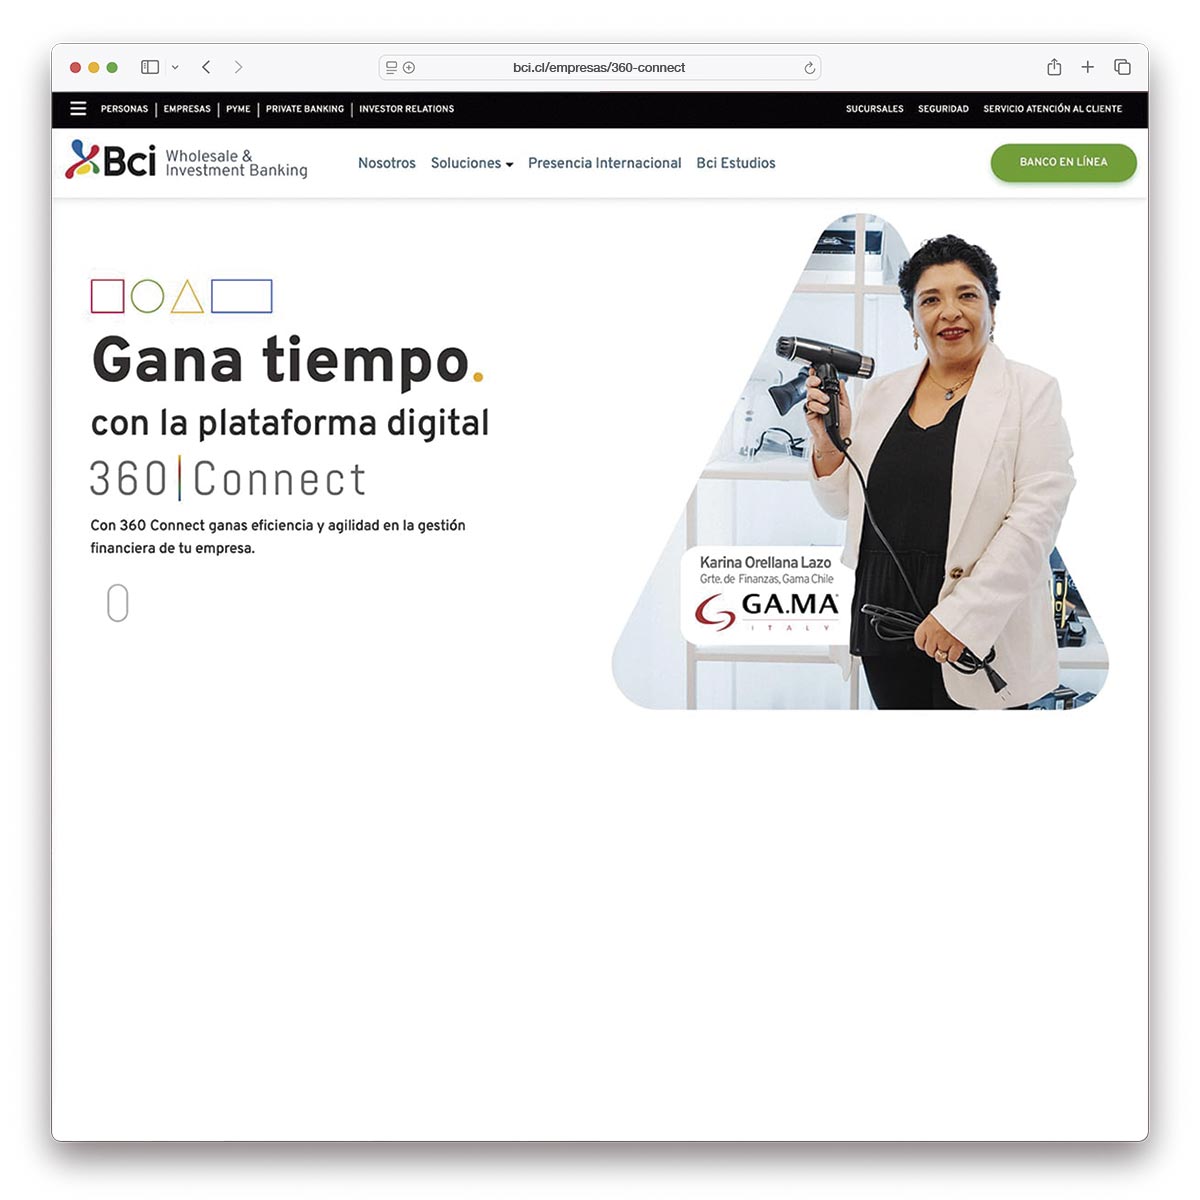 bci.cl/empresas/360-connect
PERSONAS | EMPRESAS | PYME | PRIVATE BANKING | INVESTOR RELATIONS
SUCURSALES SEGURIDAD SERVICIO ATENCIÓN AL CLIENTE
Bci Wholesale &
Investment Banking
Nosotros Soluciones Presencia Internacional Bci Estudios
BANCO EN LÍNEA
Gana tiempo.
con la plataforma digital
360|Connect
Con 360 Connect ganas eficiencia y agilidad en la gestión
financiera de tu empresa.
Karina Orellana Lazo
Grte. de Finanzas, Gama Chile
GA.MA
ITALY